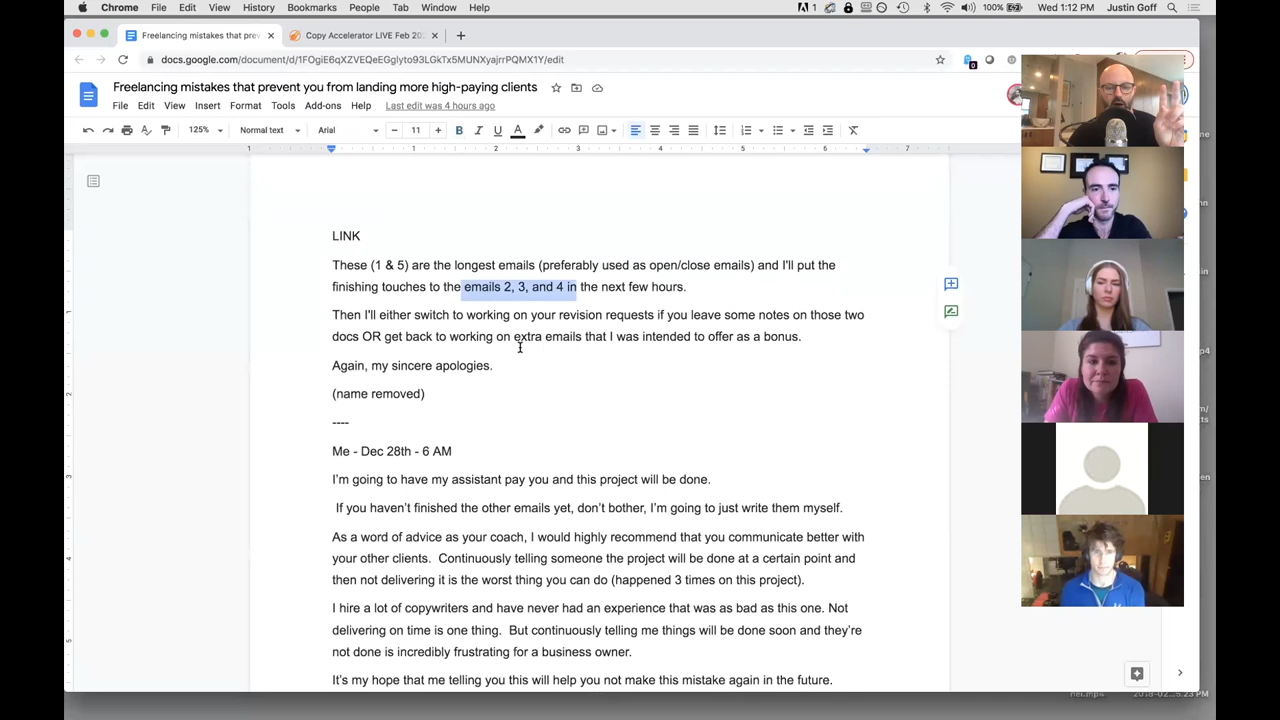 Chrome File Edit View History Bookmarks People Tab Window Help 1 100% Wed 1:12 PM Justin Goff
Freelancing mistakes that prev Copy Accelerator LIVE Feb 202
docs.google.com/document/d/1FOgiE6qXZVEQeEGglyto93LGkTx5MUNXyajrrPQMX1Y/edit
Freelancing mistakes that prevent you from landing more high-paying clients
File Edit View Insert Format Tools Add-ons Help Last edit was 4 hours ago
125% Normal text Arial 11 B I U A
1 1 2 3 4 5 6 7
LINK
These (1 & 5) are the longest emails (preferably used as open/close emails) and I'll put the
finishing touches to the emails 2, 3, and 4 in the next few hours.
Then I'll either switch to working on your revision requests if you leave some notes on those two
docs OR get back to working on extra emails that I was intended to offer as a bonus.
Again, my sincere apologies.
(name removed)
----
Me - Dec 28th - 6 AM
I'm going to have my assistant pay you and this project will be done.
If you haven't finished the other emails yet, don't bother, I'm going to just write them myself.
As a word of advice as your coach, I would highly recommend that you communicate better with
your other clients. Continuously telling someone the project will be done at a certain point and
then not delivering it is the worst thing you can do (happened 3 times on this project).
I hire a lot of copywriters and have never had an experience that was as bad as this one. Not
delivering on time is one thing. But continuously telling me things will be done soon and they're
not done is incredibly frustrating for a business owner.
It's my hope that me telling you this will help you not make this mistake again in the future.